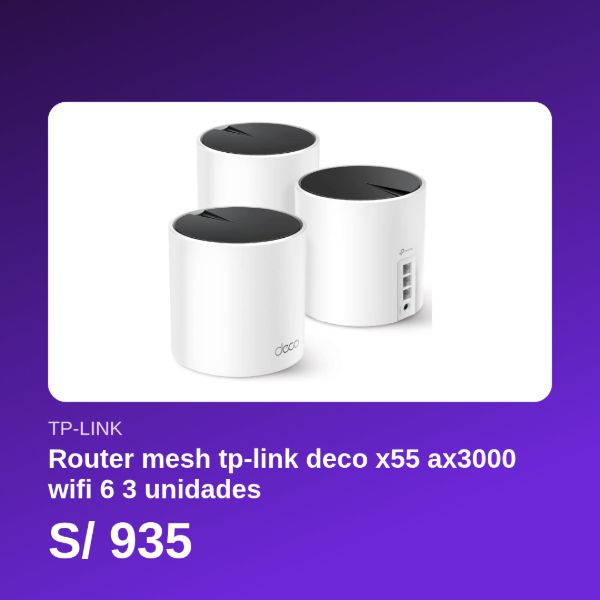 deco
TP-LINK
Router mesh tp-link deco x55 ax3000
wifi 6 3 unidades
S/ 935